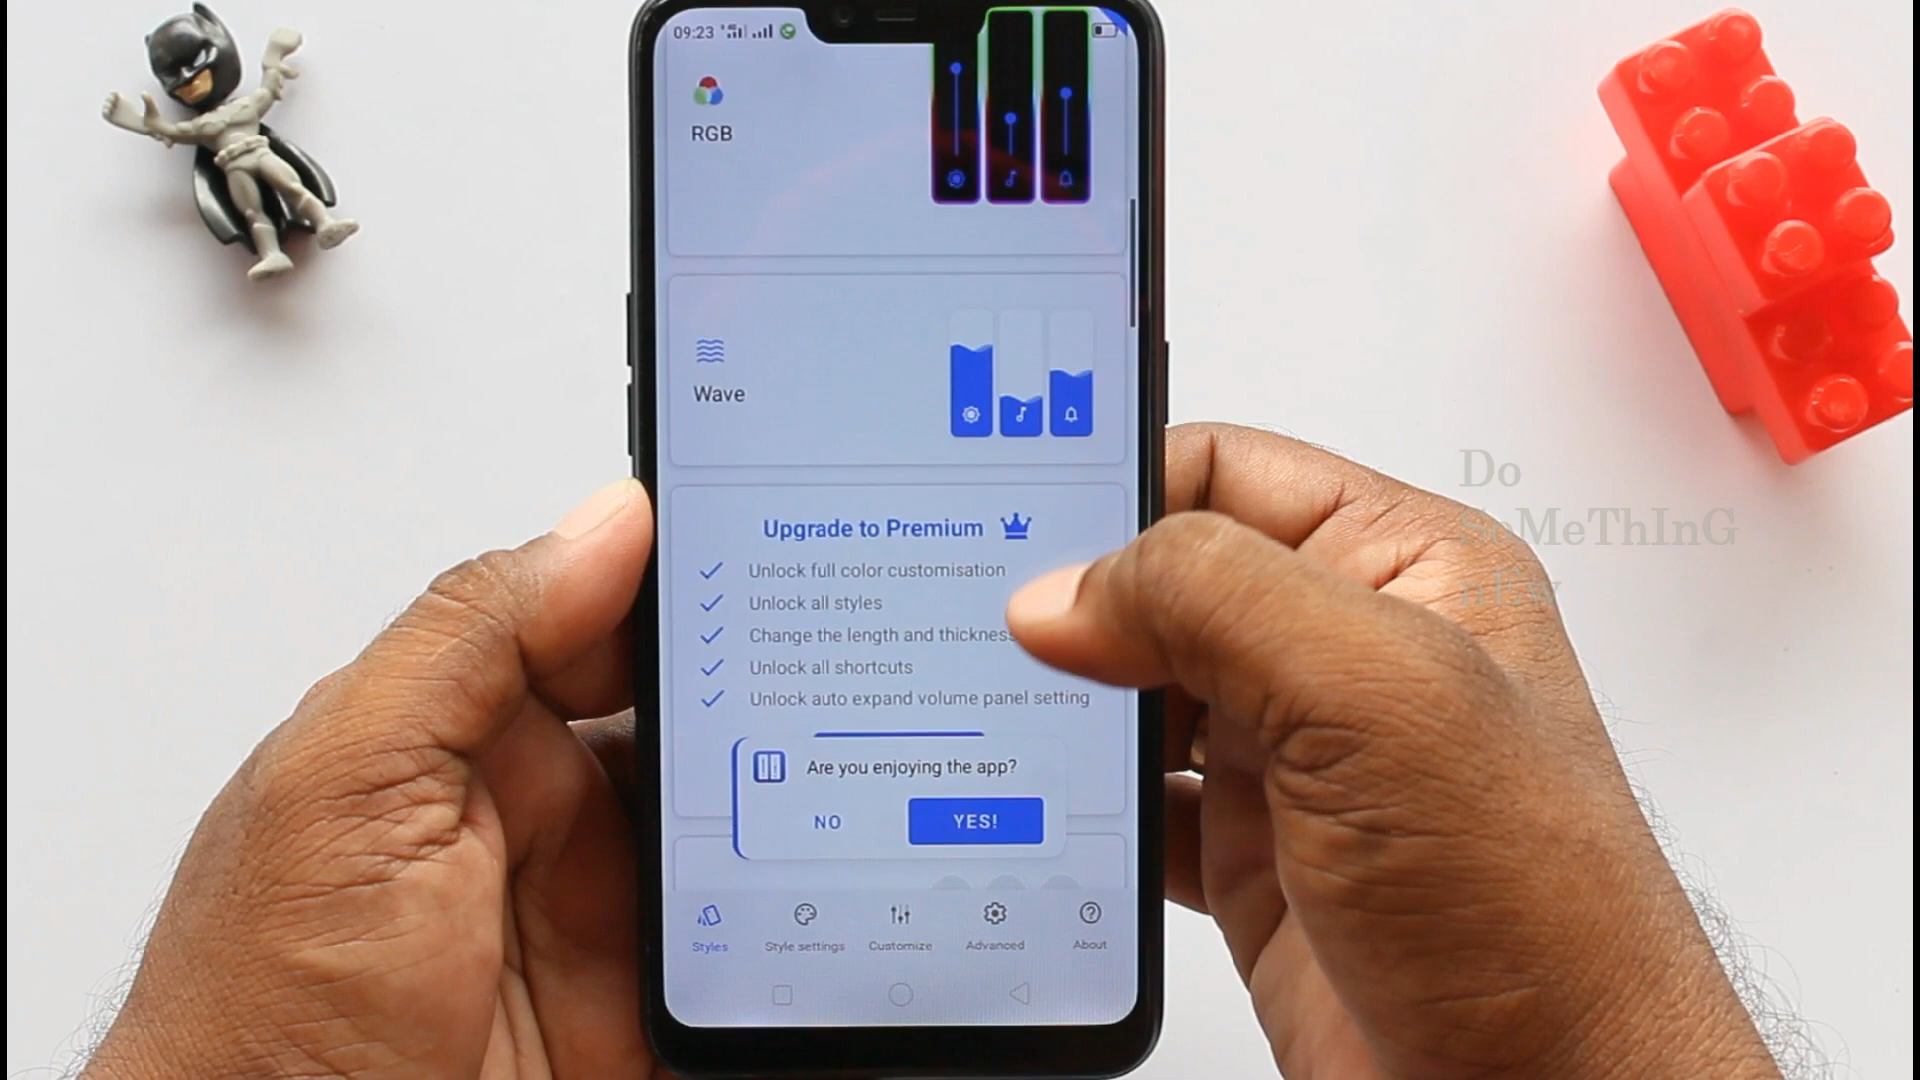 09:23
RGB
Wave
Upgrade to Premium
Unlock full color customisation
Unlock all styles
Change the length and thickness
Unlock all shortcuts
Unlock auto expand volume panel setting
Are you enjoying the app?
NO
YES!
Styles
Style settings
Customize
Advanced
About
Do
SoMeThInG
nEw